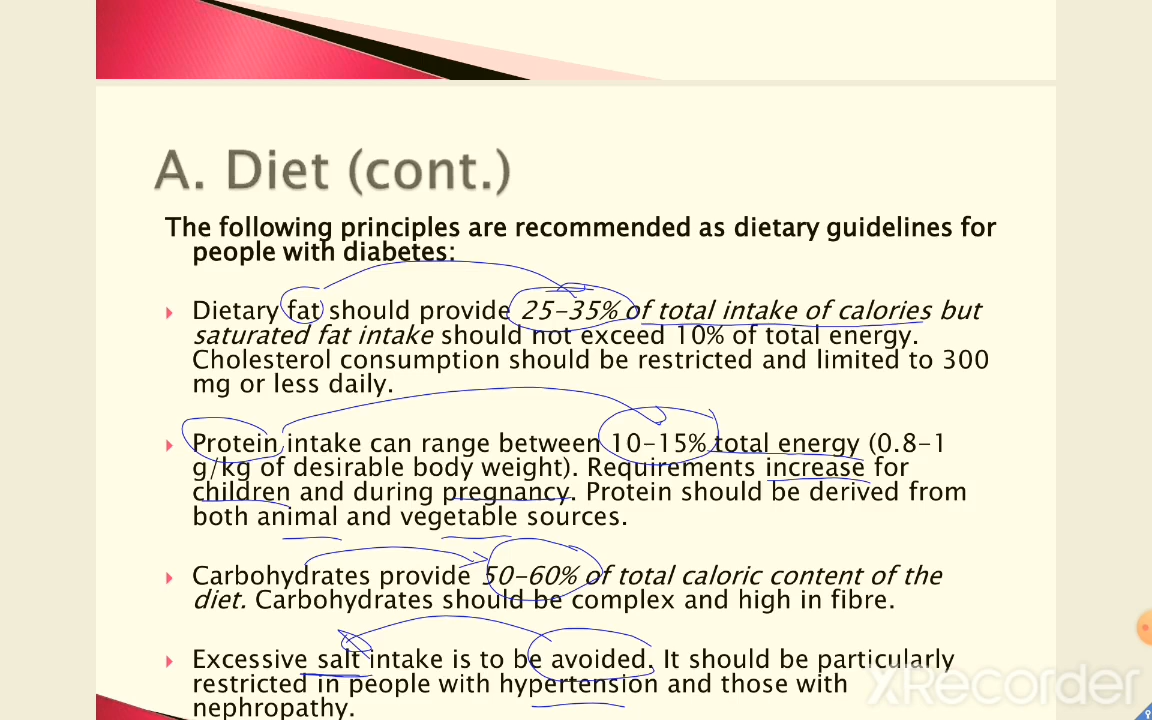 A. Diet (cont.)
The following principles are recommended as dietary guidelines for
people with diabetes:
Dietary fat should provide 25-35% of total intake of calories but
saturated fat intake should not exceed 10% of total energy.
Cholesterol consumption should be restricted and limited to 300
mg or less daily.
Protein intake can range between 10-15% total energy (0.8-1
g/kg of desirable body weight). Requirements increase for
children and during pregnancy. Protein should be derived from
both animal and vegetable sources.
Carbohydrates provide 50-60% of total caloric content of the
diet. Carbohydrates should be complex and high in fibre.
Excessive salt intake is to be avoided. It should be particularly
restricted in people with hypertension and those with
nephropathy.
XRecorder